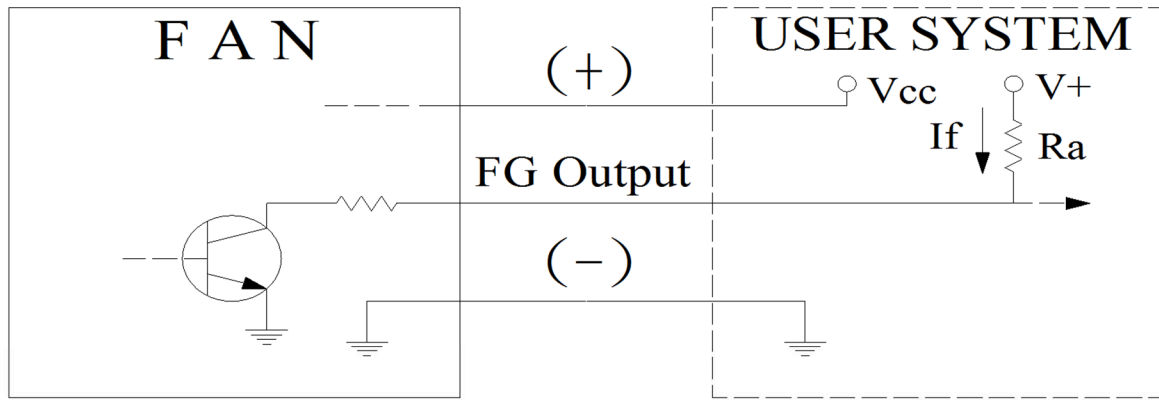 F A N
USER SYSTEM
(+)
Vcc
V+
If
Ra
FG Output
(-)